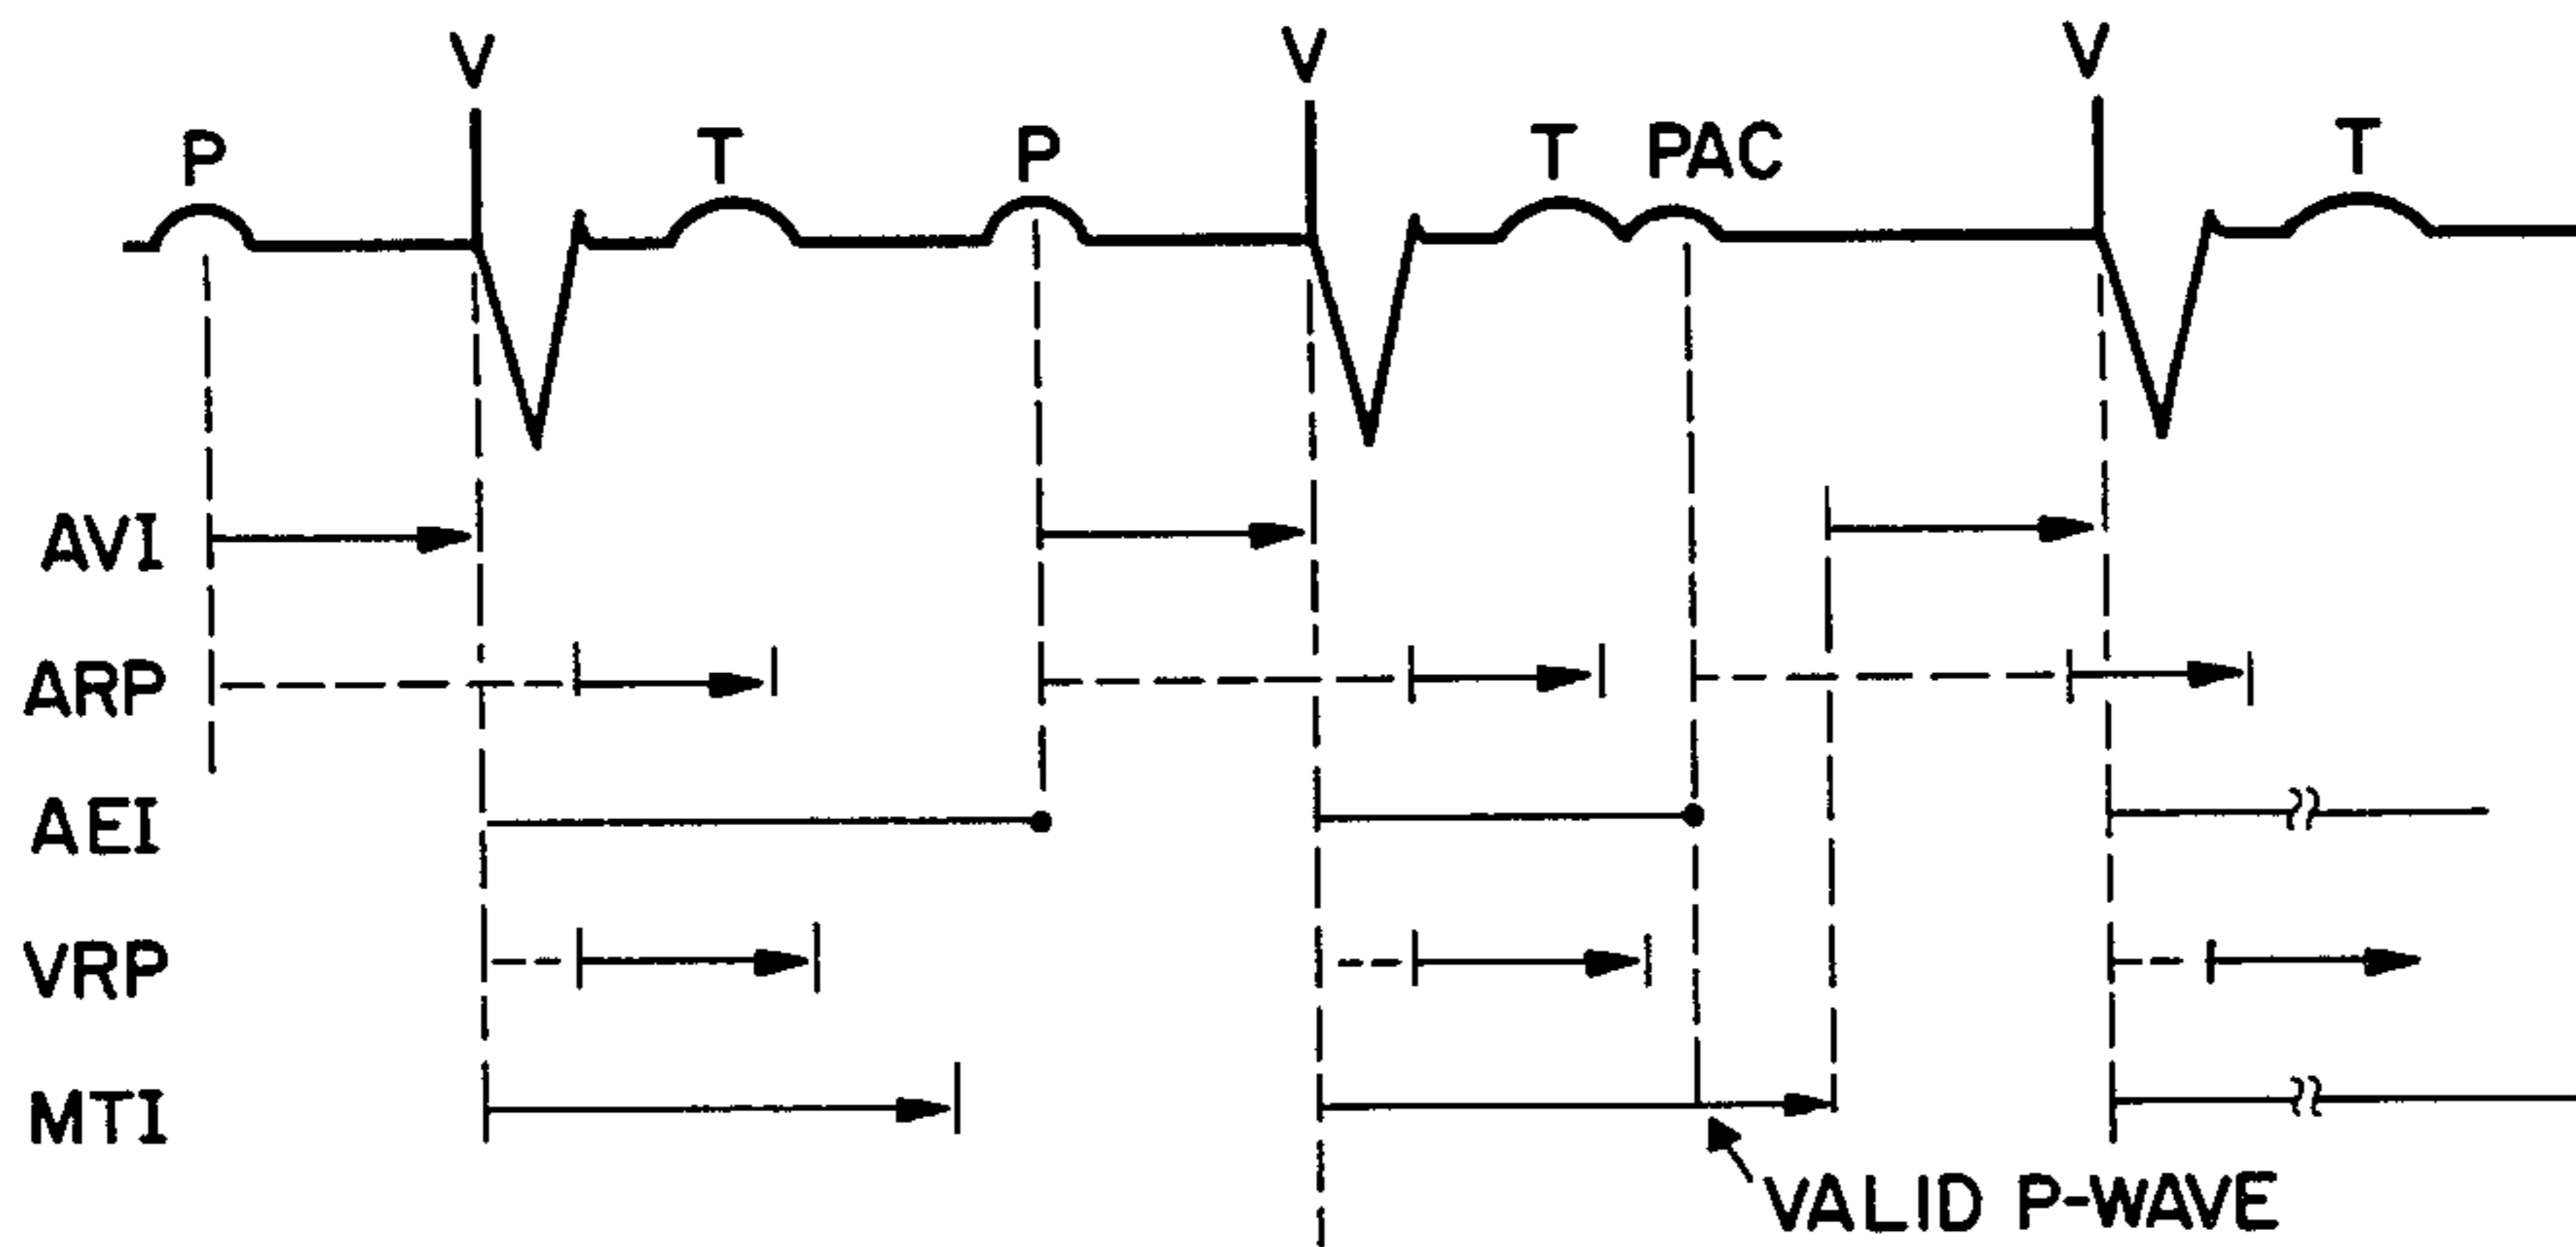 V V V
P T P T PAC T
AVI
ARP
AEI
VRP
MTI
VALID P-WAVE